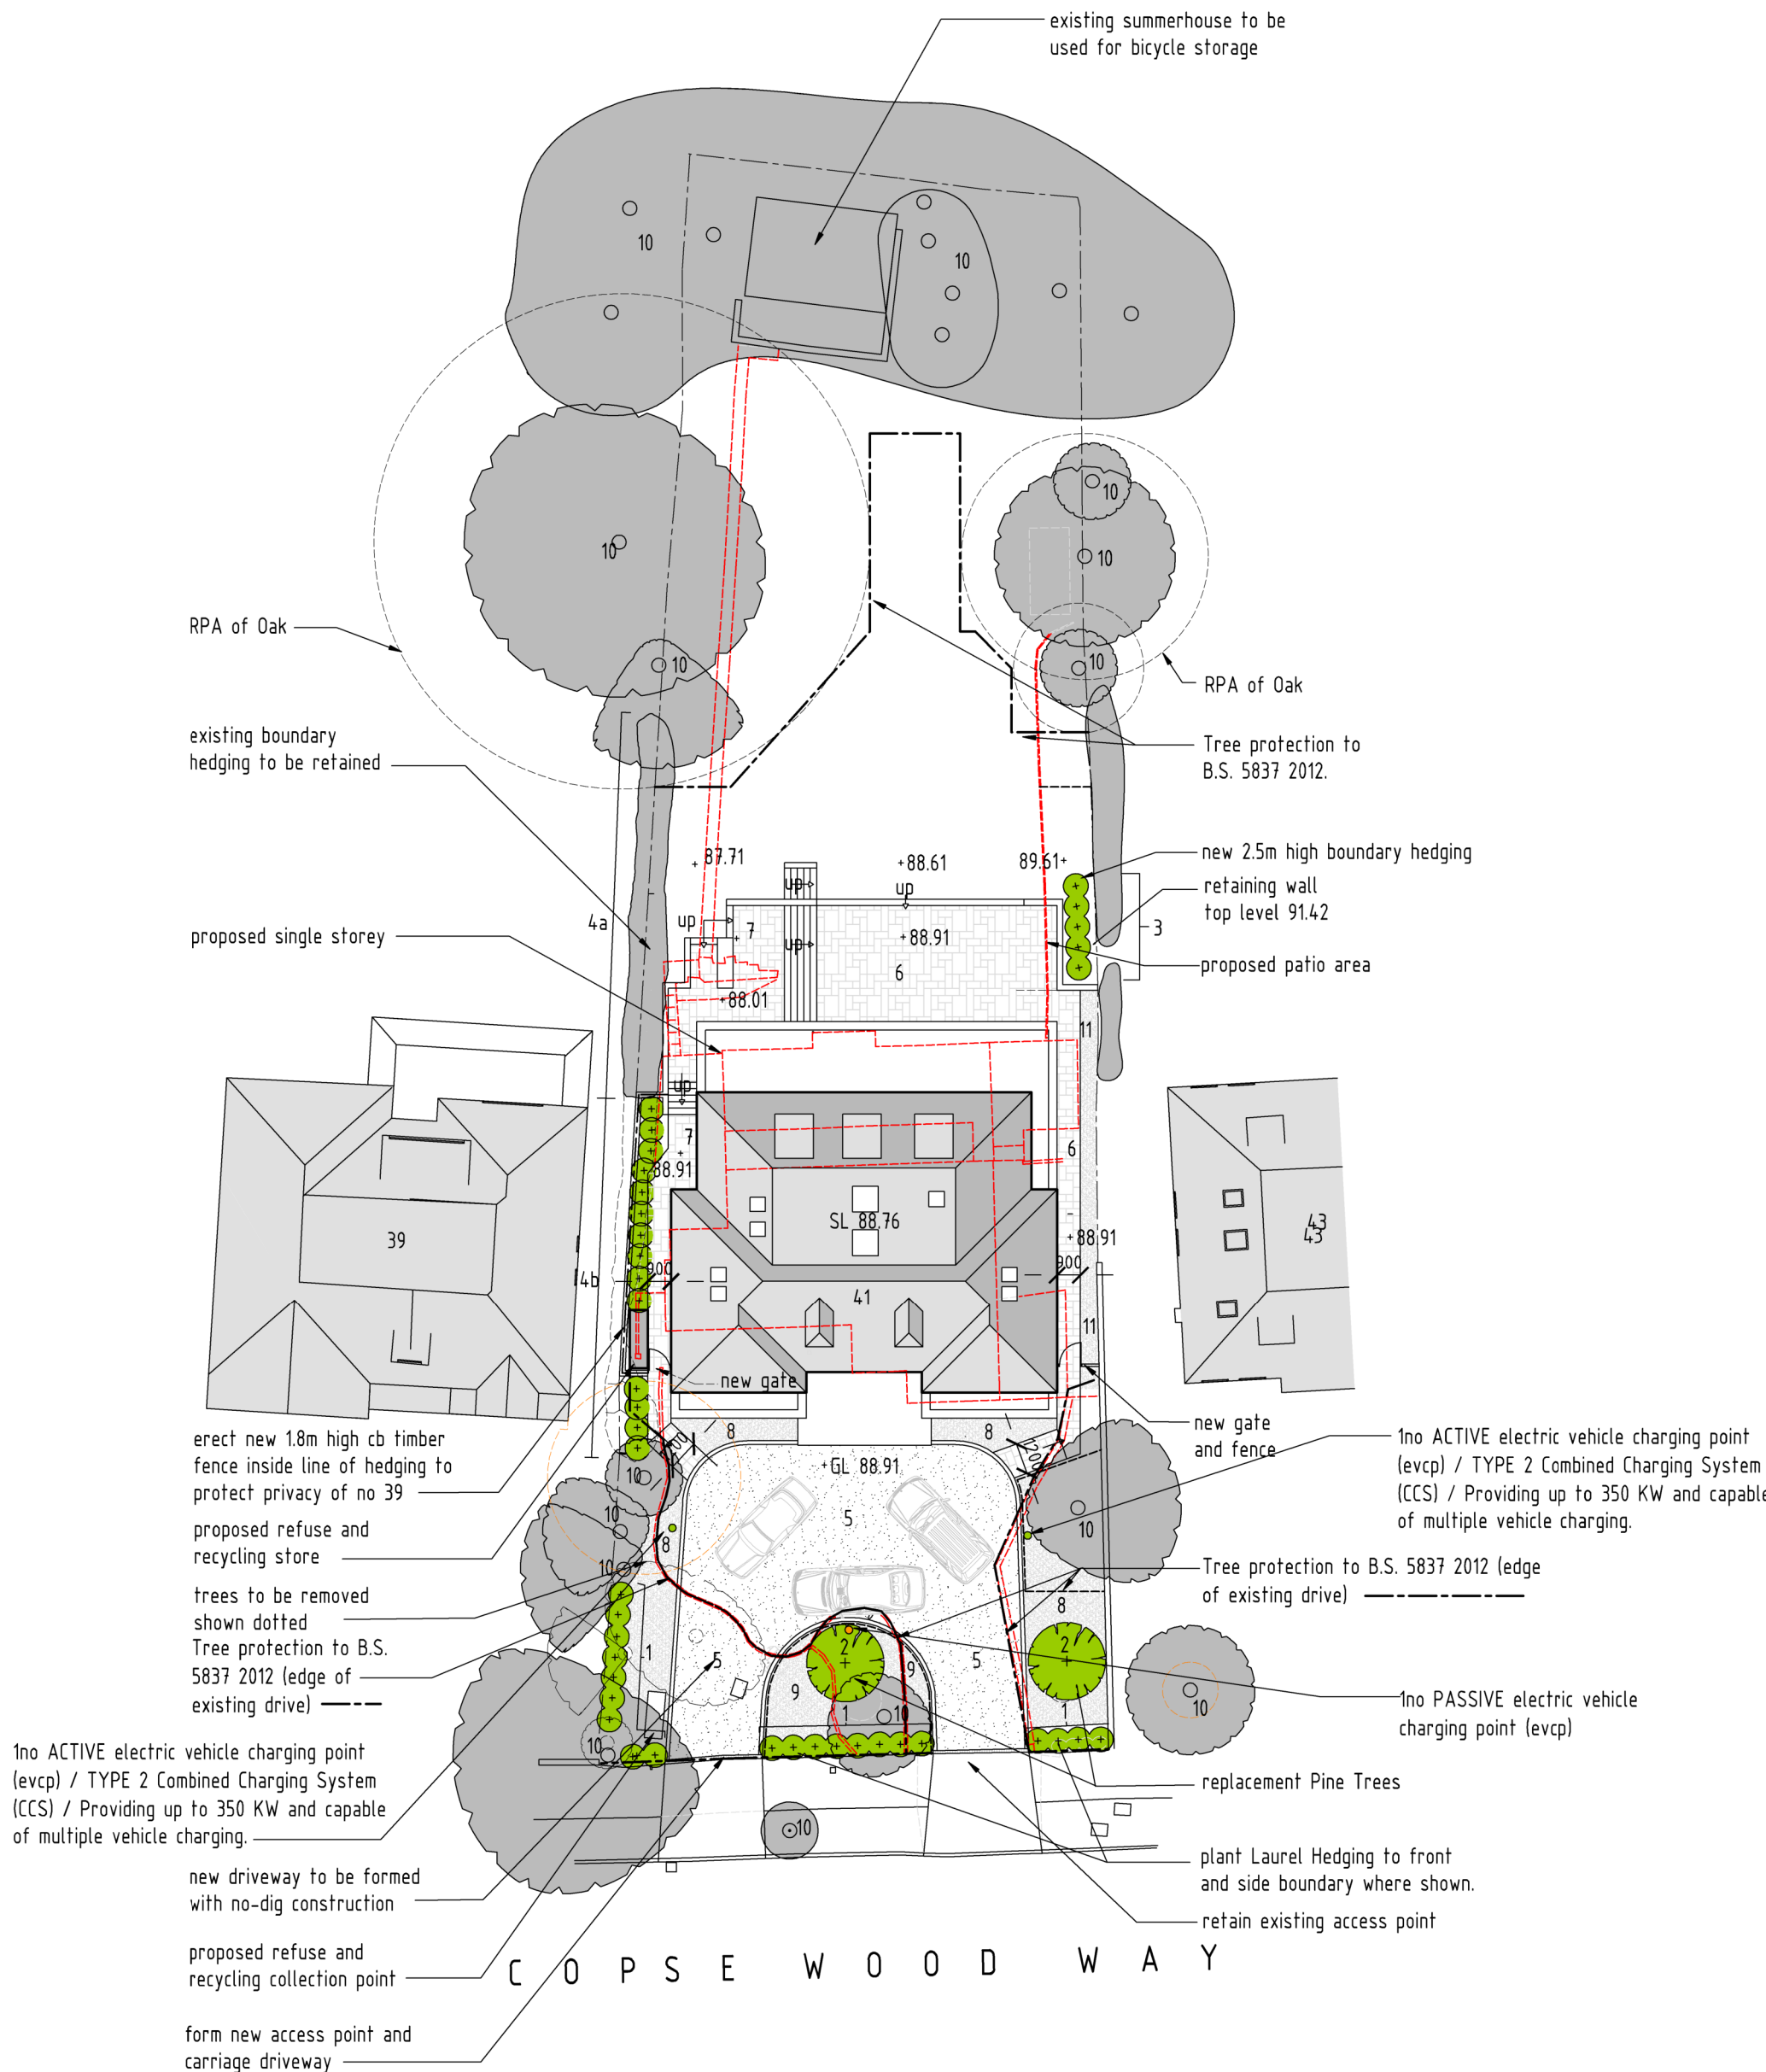 existing summerhouse to be
used for bicycle storage
10
10
10
10
10
10
10
RPA of Oak
RPA of Oak
existing boundary
hedging to be retained
Tree protection to
B.S. 5837 2012.
87.71
88.61
89.61
new 2.5m high boundary hedging
retaining wall
top level 91.42
up
up
up
up
4a
7
88.91
6
3
proposed single storey
proposed patio area
88.01
11
up
7
88.91
6
SL 88.76
88.91
39
43
43
4b
900
900
41
11
new gate
new gate
and fence
8
8
1200
erect new 1.8m high cb timber
fence inside line of hedging to
protect privacy of no 39
GL 88.91
10
5
10
10
10
8
1no ACTIVE electric vehicle charging point
(evcp) / TYPE 2 Combined Charging System
(CCS) / Providing up to 350 KW and capable
of multiple vehicle charging.
proposed refuse and
recycling store
trees to be removed
shown dotted
Tree protection to B.S. 5837 2012 (edge
of existing drive)
8
Tree protection to B.S.
5837 2012 (edge of
existing drive)
1
5
2
9
9
5
2
1
10
1
10
10
1no PASSIVE electric vehicle
charging point (evcp)
1no ACTIVE electric vehicle charging point
(evcp) / TYPE 2 Combined Charging System
(CCS) / Providing up to 350 KW and capable
of multiple vehicle charging.
1
replacement Pine Trees
10
new driveway to be formed
with no-dig construction
plant Laurel Hedging to front
and side boundary where shown.
retain existing access point
proposed refuse and
recycling collection point
COPSE WOOD WAY
form new access point and
carriage driveway